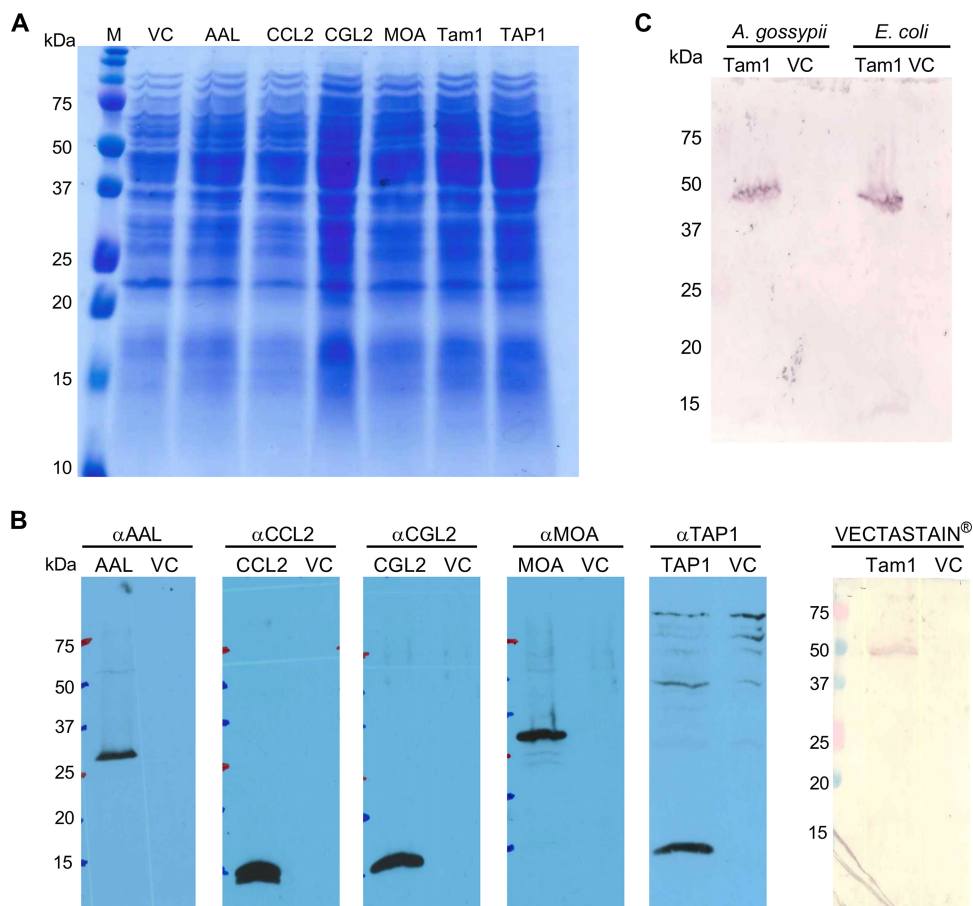 A
kDa M VC AAL CCL2 CGL2 MOA Tam1 TAP1
75
50
37
25
20
15
10
C
A. gossypii E. coli
kDa Tam1 VC Tam1 VC
75
50
37
25
20
15
B
αAAL αCCL2 αCGL2 αMOA αTAP1 VECTASTAIN®
kDa AAL VC CCL2 VC CGL2 VC MOA VC TAP1 VC Tam1 VC
75 75
50 50
37 37
25 25
20 20
15 15